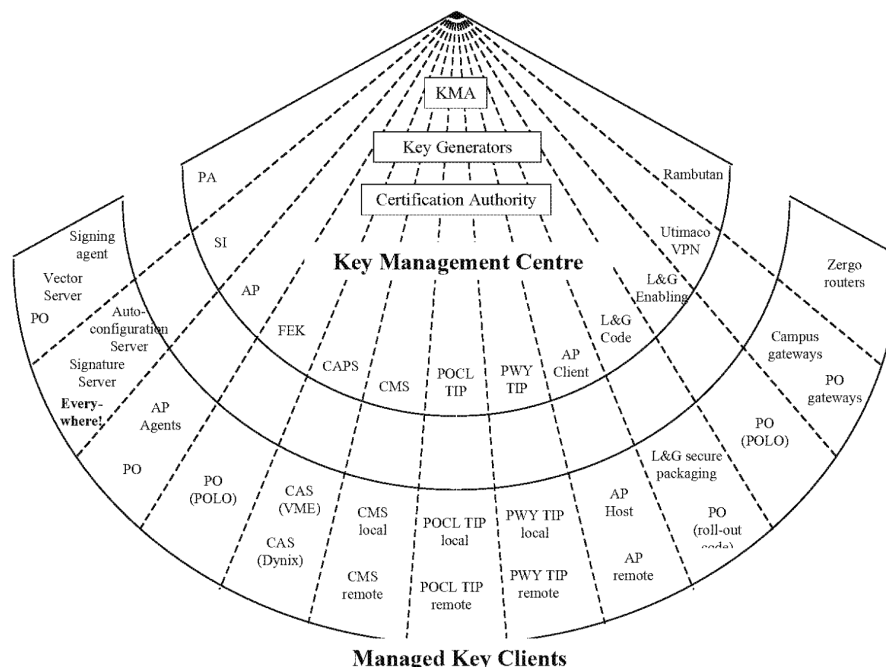 KMA
Key Generators
Certification Authority
Key Management Centre
PA
SI
AP
FEK
CAPS
CMS
POCL
TIP
PWY
TIP
AP
Client
L&G
Code
L&G
Enabling
Utimaco
VPN
Rambutan
Signing
agent
Vector
Server
PO
Auto-
configuration
Server
Signature
Server
Every-
where!
AP
Agents
PO
PO
(POLO)
CAS
(VME)
CAS
(Dynix)
CMS
local
CMS
remote
POCL TIP
local
POCL TIP
remote
PWY TIP
local
PWY TIP
remote
AP
Host
AP
remote
L&G secure
packaging
PO
(roll-out
code)
PO
(POLO)
Campus
gateways
PO
gateways
Zergo
routers
Managed Key Clients